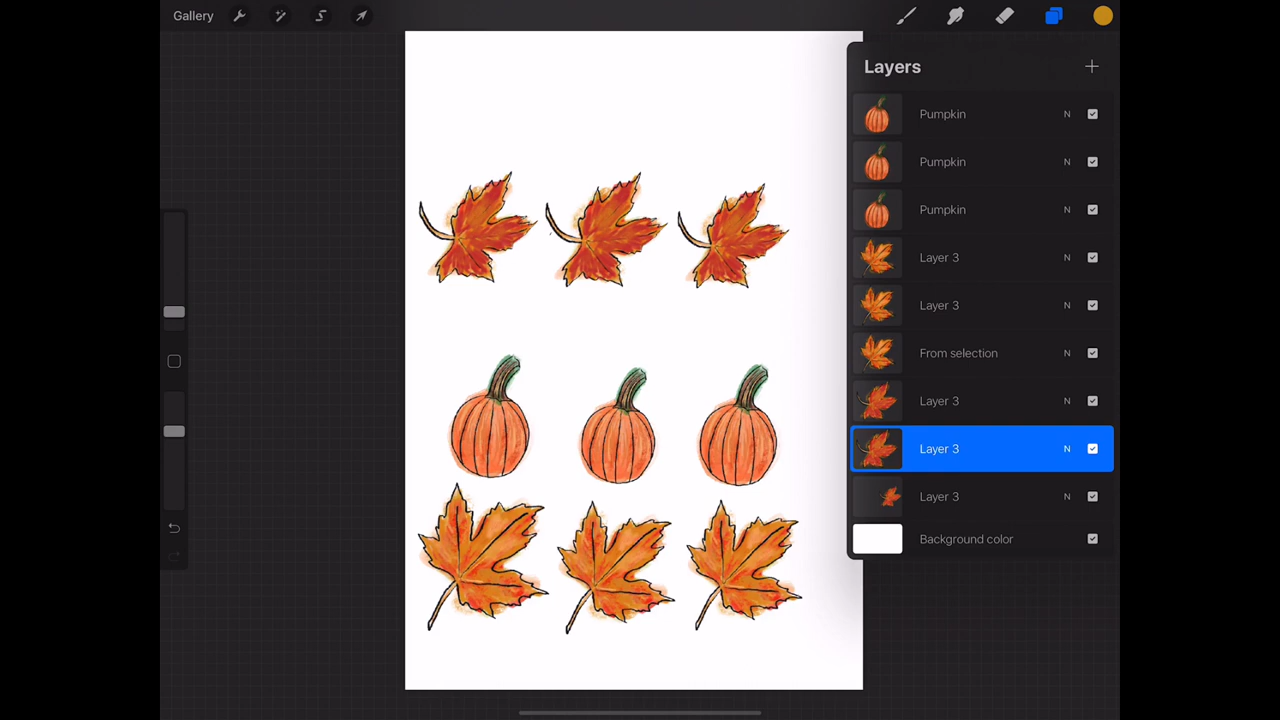 Gallery
Layers
Pumpkin N
Pumpkin N
Pumpkin N
Layer 3 N
Layer 3 N
From selection N
Layer 3 N
Layer 3 N
Layer 3 N
Background color